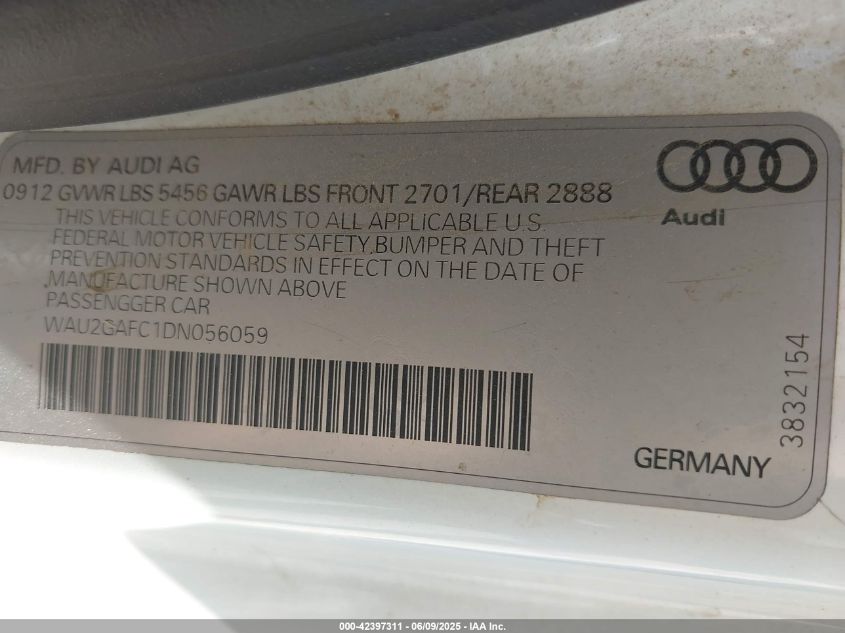 MFD. BY AUDI AG
0912 GVWR LBS 5456 GAWR LBS FRONT 2701/REAR 2888
THIS VEHICLE CONFORMS TO ALL APPLICABLE U.S.
FEDERAL MOTOR VEHICLE SAFETY,BUMPER AND THEFT
PREVENTION STANDARDS IN EFFECT ON THE DATE OF
MANUFACTURE SHOWN ABOVE
PASSENGGER CAR
WAU2GAFC1DN056059
Audi
3832154
GERMANY
000-42397311 - 06/09/2025 - IAA Inc.